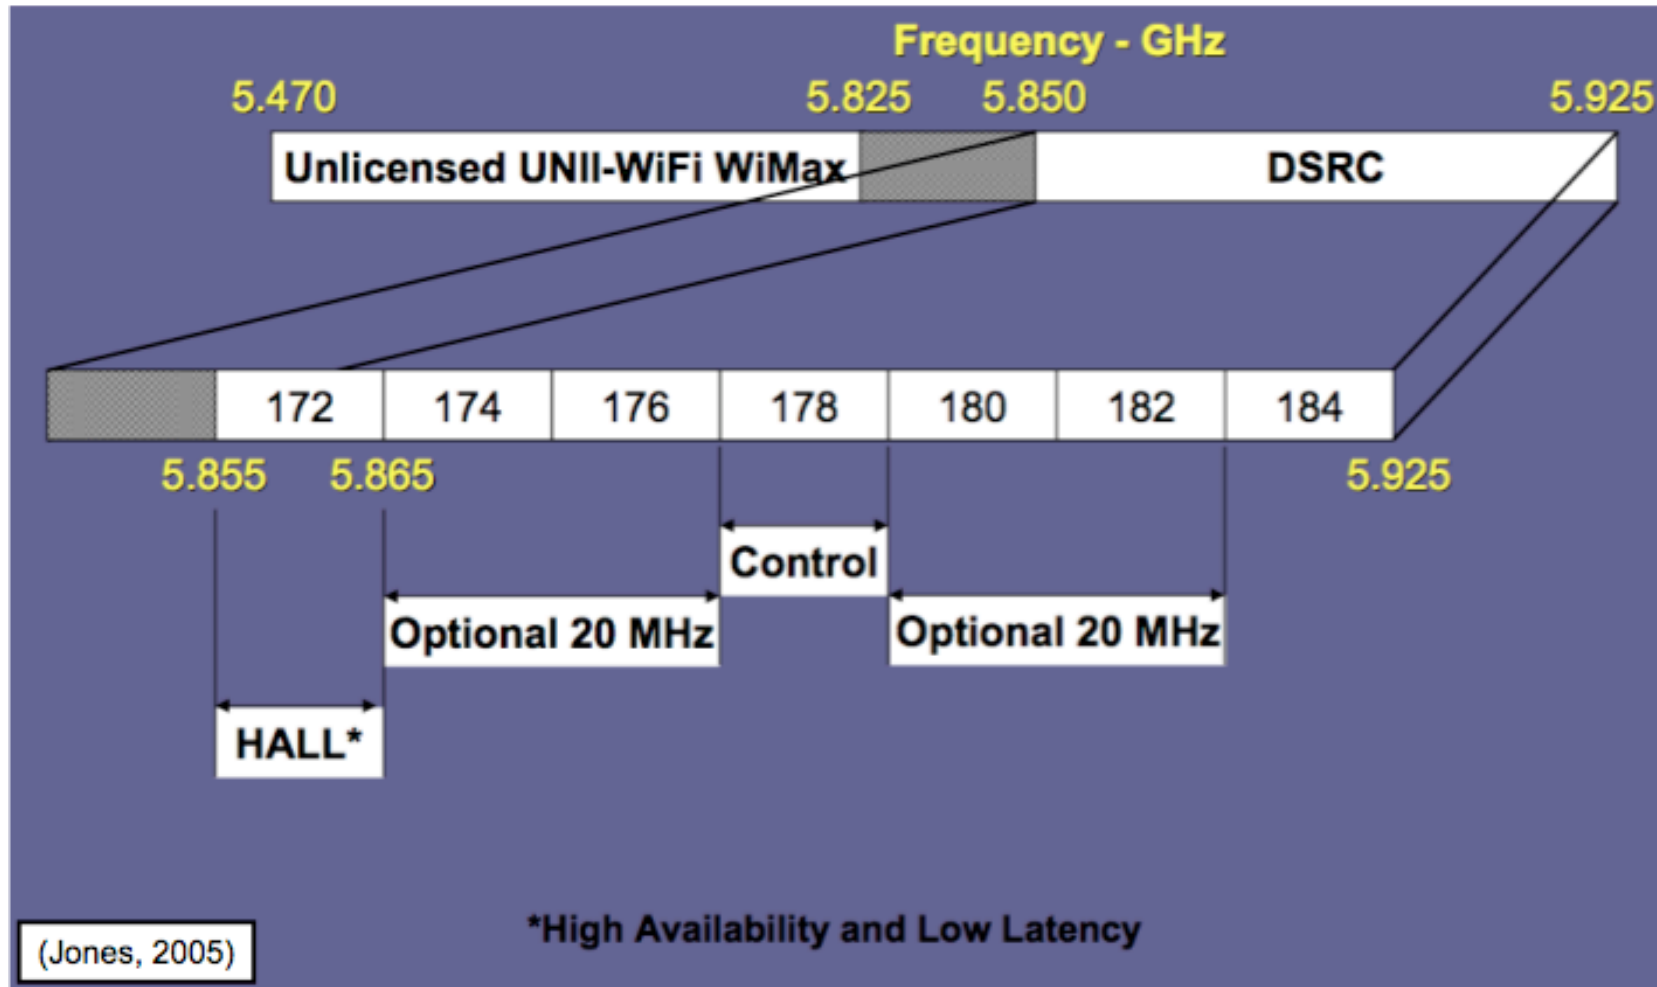 Frequency - GHz
5.470 5.825 5.850 5.925
Unlicensed UNII-WiFi WiMax DSRC
172 174 176 178 180 182 184
5.855 5.865 5.925
Control
Optional 20 MHz Optional 20 MHz
HALL*
*High Availability and Low Latency
(Jones, 2005)